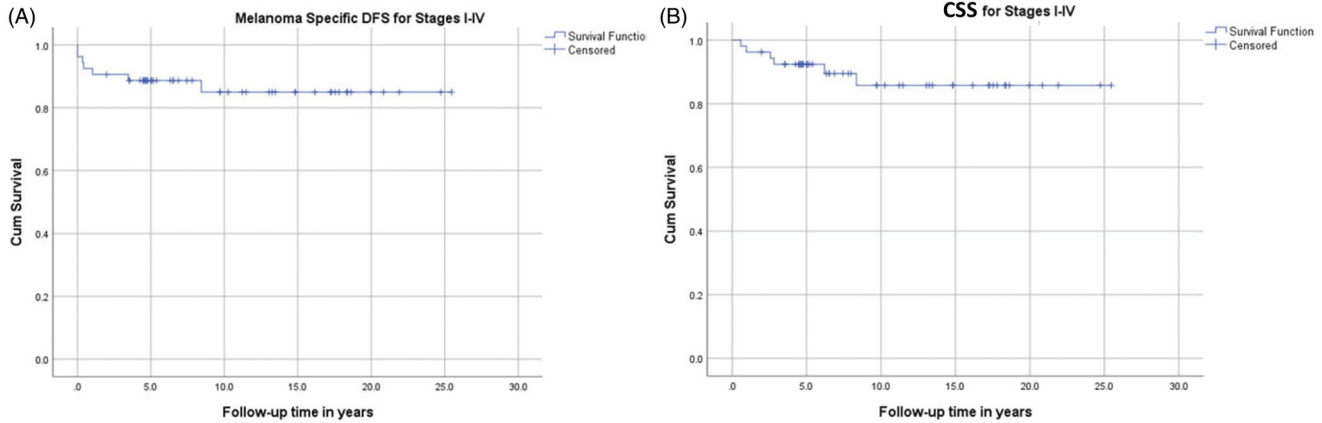 (A)
Melanoma Specific DFS for Stages I-IV
Survival Functio
Censored
1.0
0.8
0.6
0.4
0.2
0.0
Cum Survival
.0 5.0 10.0 15.0 20.0 25.0 30.0
Follow-up time in years
(B)
CSS for Stages I-IV
Survival Function
Censored
1.0
0.8
0.6
0.4
0.2
0.0
Cum Survival
.0 5.0 10.0 15.0 20.0 25.0 30.0
Follow-up time in years